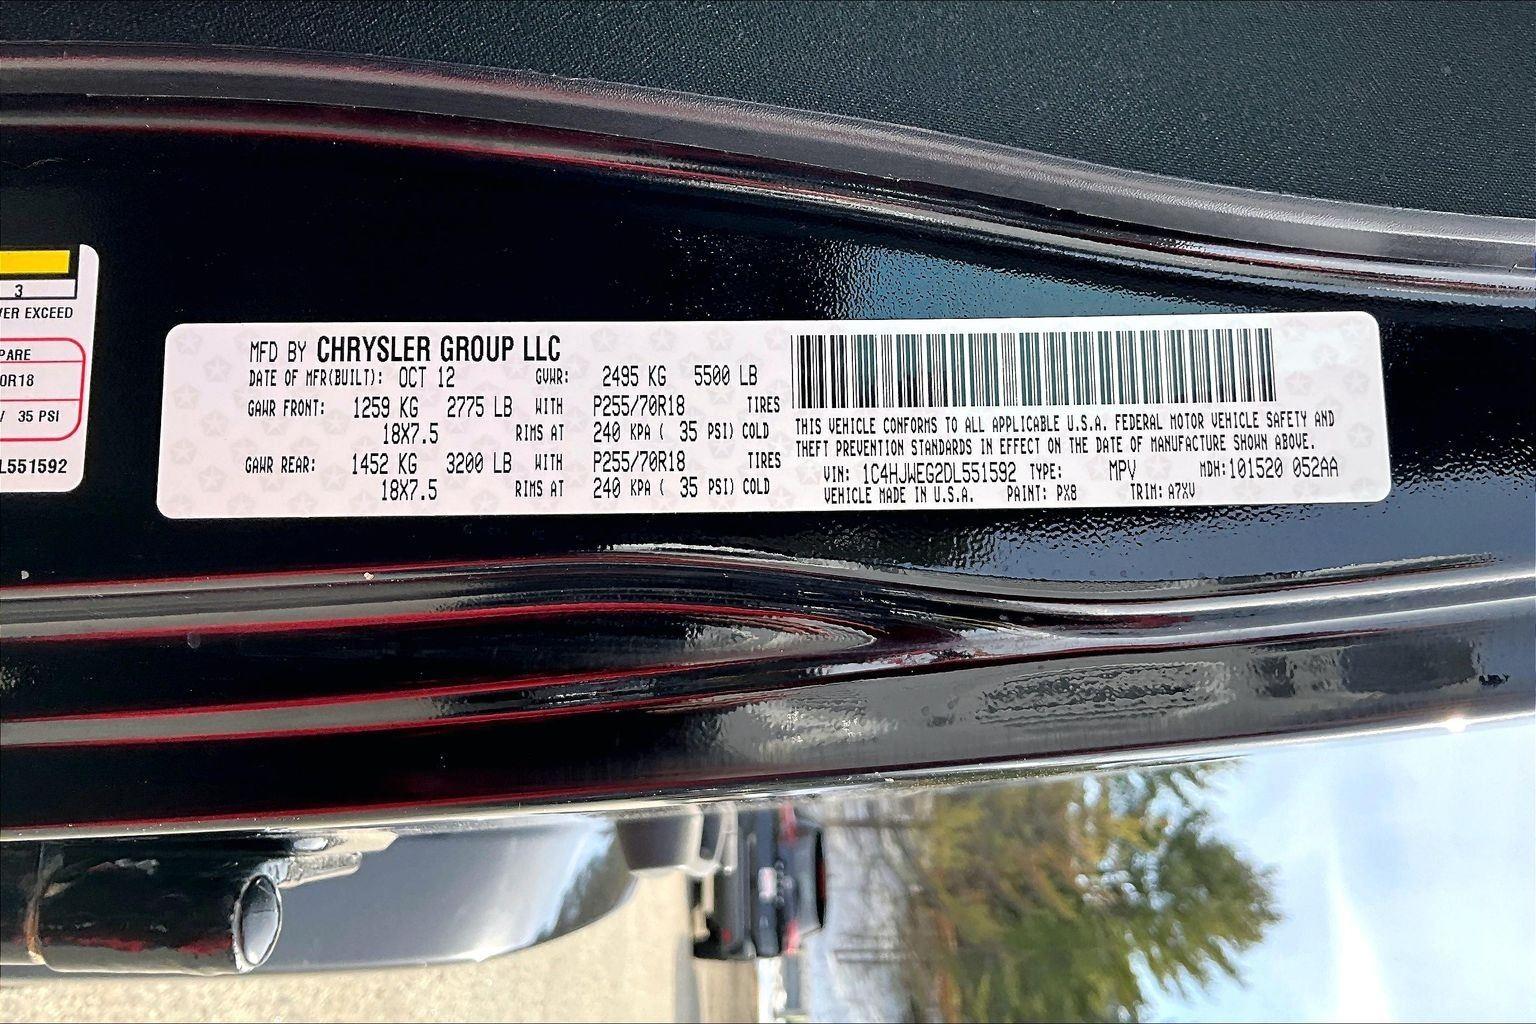 3
VER EXCEED
PARE
0R18
/ 35 PSI
L551592
MFD BY CHRYSLER GROUP LLC
DATE OF MFR(BUILT): OCT 12 GVWR: 2495 KG 5500 LB
GAWR FRONT: 1259 KG 2775 LB WITH P255/70R18 TIRES
18X7.5 RIMS AT 240 KPA ( 35 PSI) COLD
GAWR REAR: 1452 KG 3200 LB WITH P255/70R18 TIRES
18X7.5 RIMS AT 240 KPA ( 35 PSI) COLD
THIS VEHICLE CONFORMS TO ALL APPLICABLE U.S.A. FEDERAL MOTOR VEHICLE SAFETY AND
THEFT PREVENTION STANDARDS IN EFFECT ON THE DATE OF MANUFACTURE SHOWN ABOVE.
VIN: 1C4HJWEG2DL551592 TYPE: MPV MDH: 101520 052AA
VEHICLE MADE IN U.S.A. PAINT: PX8 TRIM: A7XV